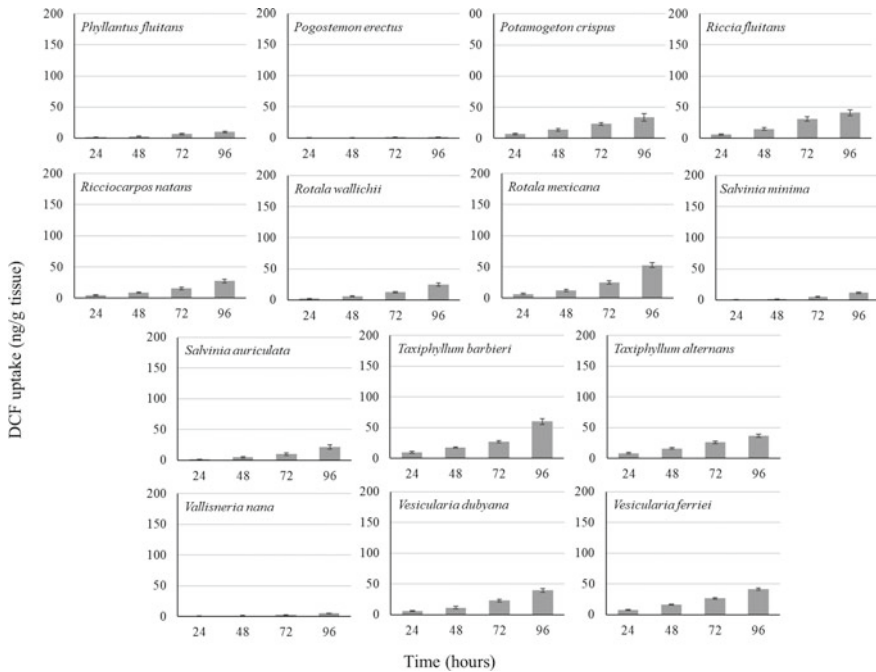 Phyllantus fluitans
200
150
100
50
0
24 48 72 96
Pogostemon erectus
200
150
100
50
0
24 48 72 96
Potamogeton crispus
00
150
00
50
0
24 48 72 96
Riccia fluitans
200
150
100
50
0
24 48 72 96
Ricciocarpos natans
200
150
100
50
0
24 48 72 96
Rotala wallichii
200
150
100
50
0
24 48 72 96
Rotala mexicana
200
150
100
50
0
24 48 72 96
Salvinia minima
200
150
100
50
0
24 48 72 96
Salvinia auriculata
200
150
100
50
0
24 48 72 96
Taxiphyllum barbieri
200
150
100
50
0
24 48 72 96
Taxiphyllum alternans
200
150
100
50
0
24 48 72 96
Vallisneria nana
200
150
100
50
0
24 48 72 96
Vesicularia dubyana
200
150
100
50
0
24 48 72 96
Vesicularia ferriei
200
150
100
50
0
24 48 72 96
DCF uptake (ng/g tissue)
Time (hours)